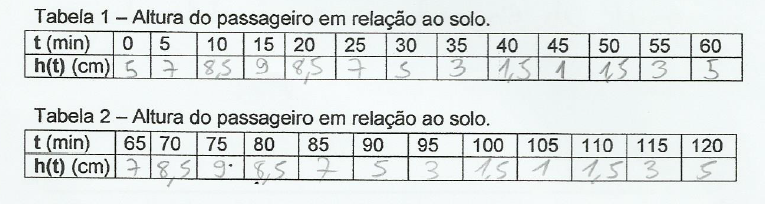 Tabela 1 – Altura do passageiro em relação ao solo.
t (min) 0 5 10 15 20 25 30 35 40 45 50 55 60
h(t) (cm) 5 7 8,5 9 8,5 7 5 3 1,5 1 1,5 3 5
Tabela 2 – Altura do passageiro em relação ao solo.
t (min) 65 70 75 80 85 90 95 100 105 110 115 120
h(t) (cm) 7 8,5 9. 8,5 7 5 3 1,5 1 1,5 3 5